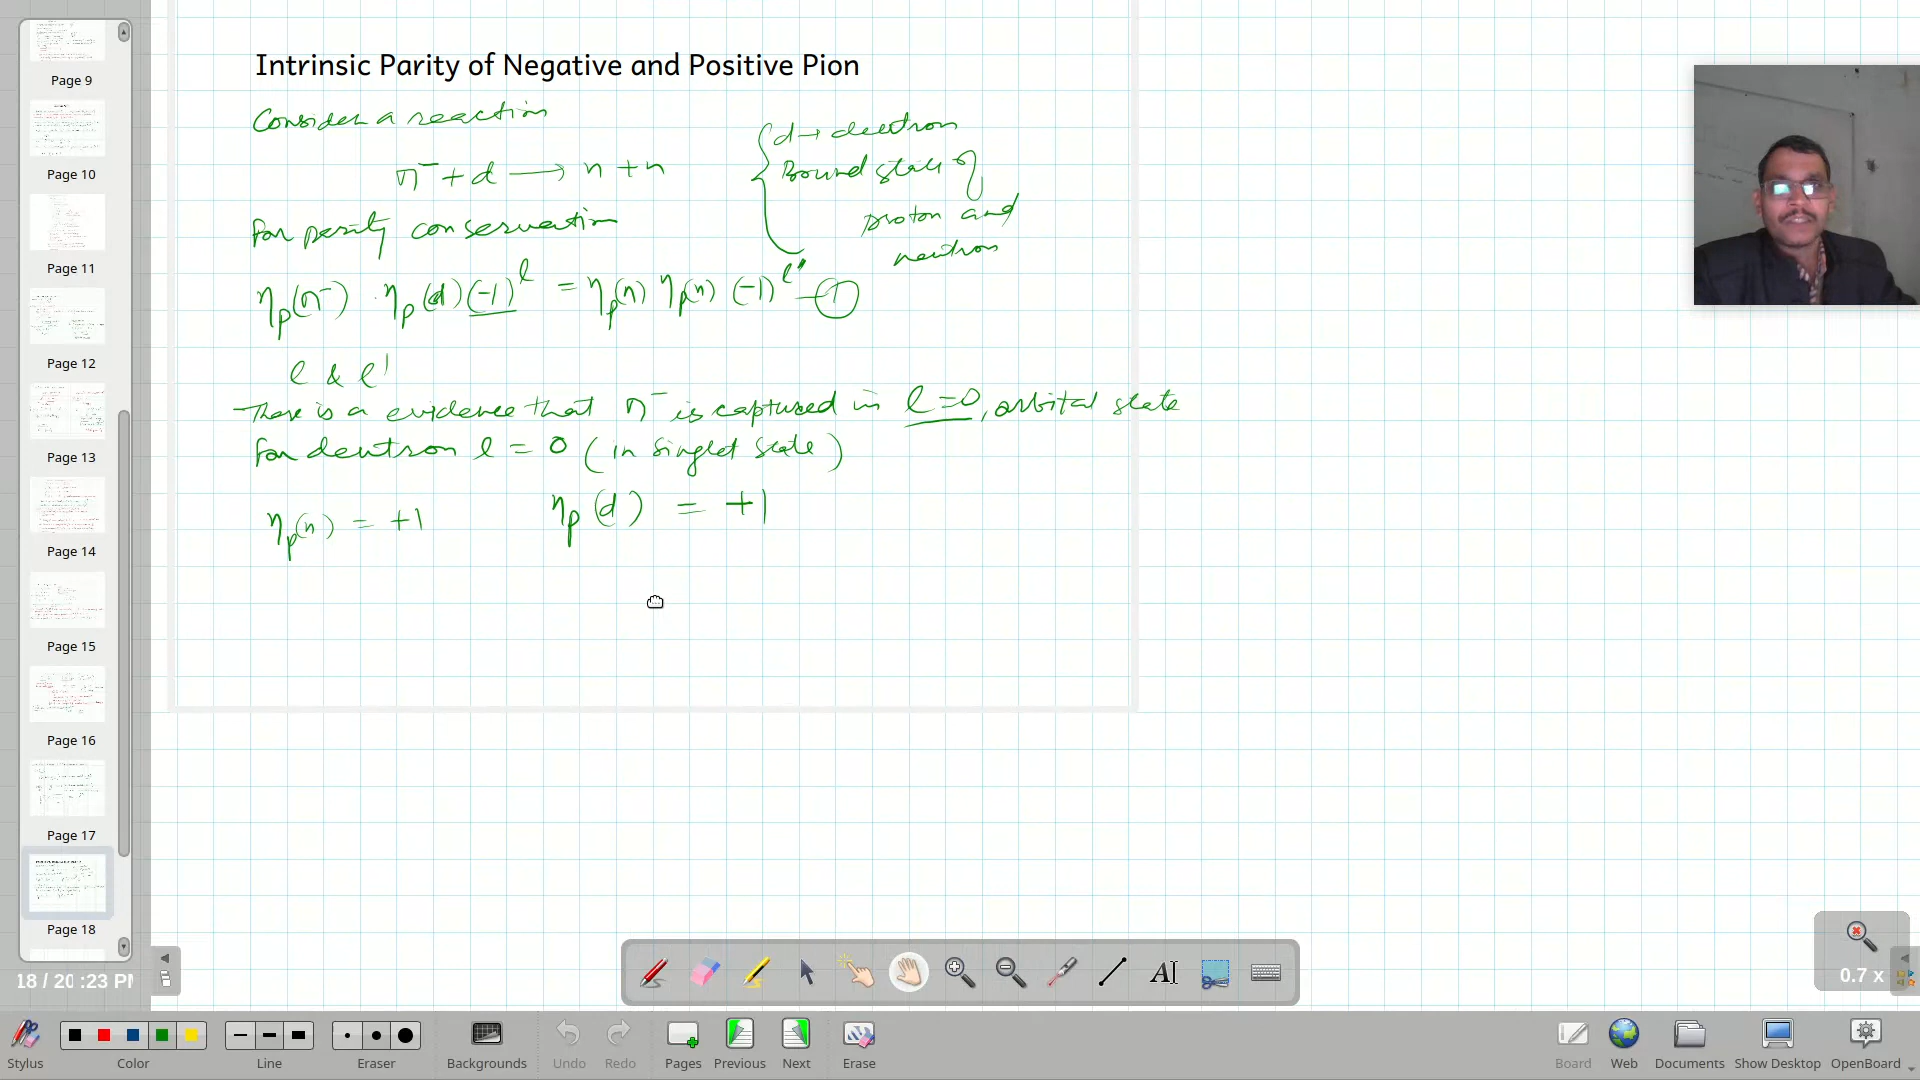 Intrinsic Parity of Negative and Positive Pion
Consider a reaction
π⁻ + d → n + n
{ d → deutron
Bound state of
proton and
neutron
For parity conservation
ηp(π⁻) · ηp(d) (-1)^l = ηp(n) ηp(n) (-1)^l' — ①
l & l'
There is a evidence that π⁻ is captured in l = 0, orbital state
For deutron l = 0 (in singlet state)
ηp(n) = +1 ηp(d) = +1
Page 9
Page 10
Page 11
Page 12
Page 13
Page 14
Page 15
Page 16
Page 17
Page 18
18 / 20 :23 PM
0.7 x
Stylus
Color
Line
Eraser
Backgrounds
Undo
Redo
Pages
Previous
Next
Erase
Board
Web
Documents
Show Desktop
OpenBoard